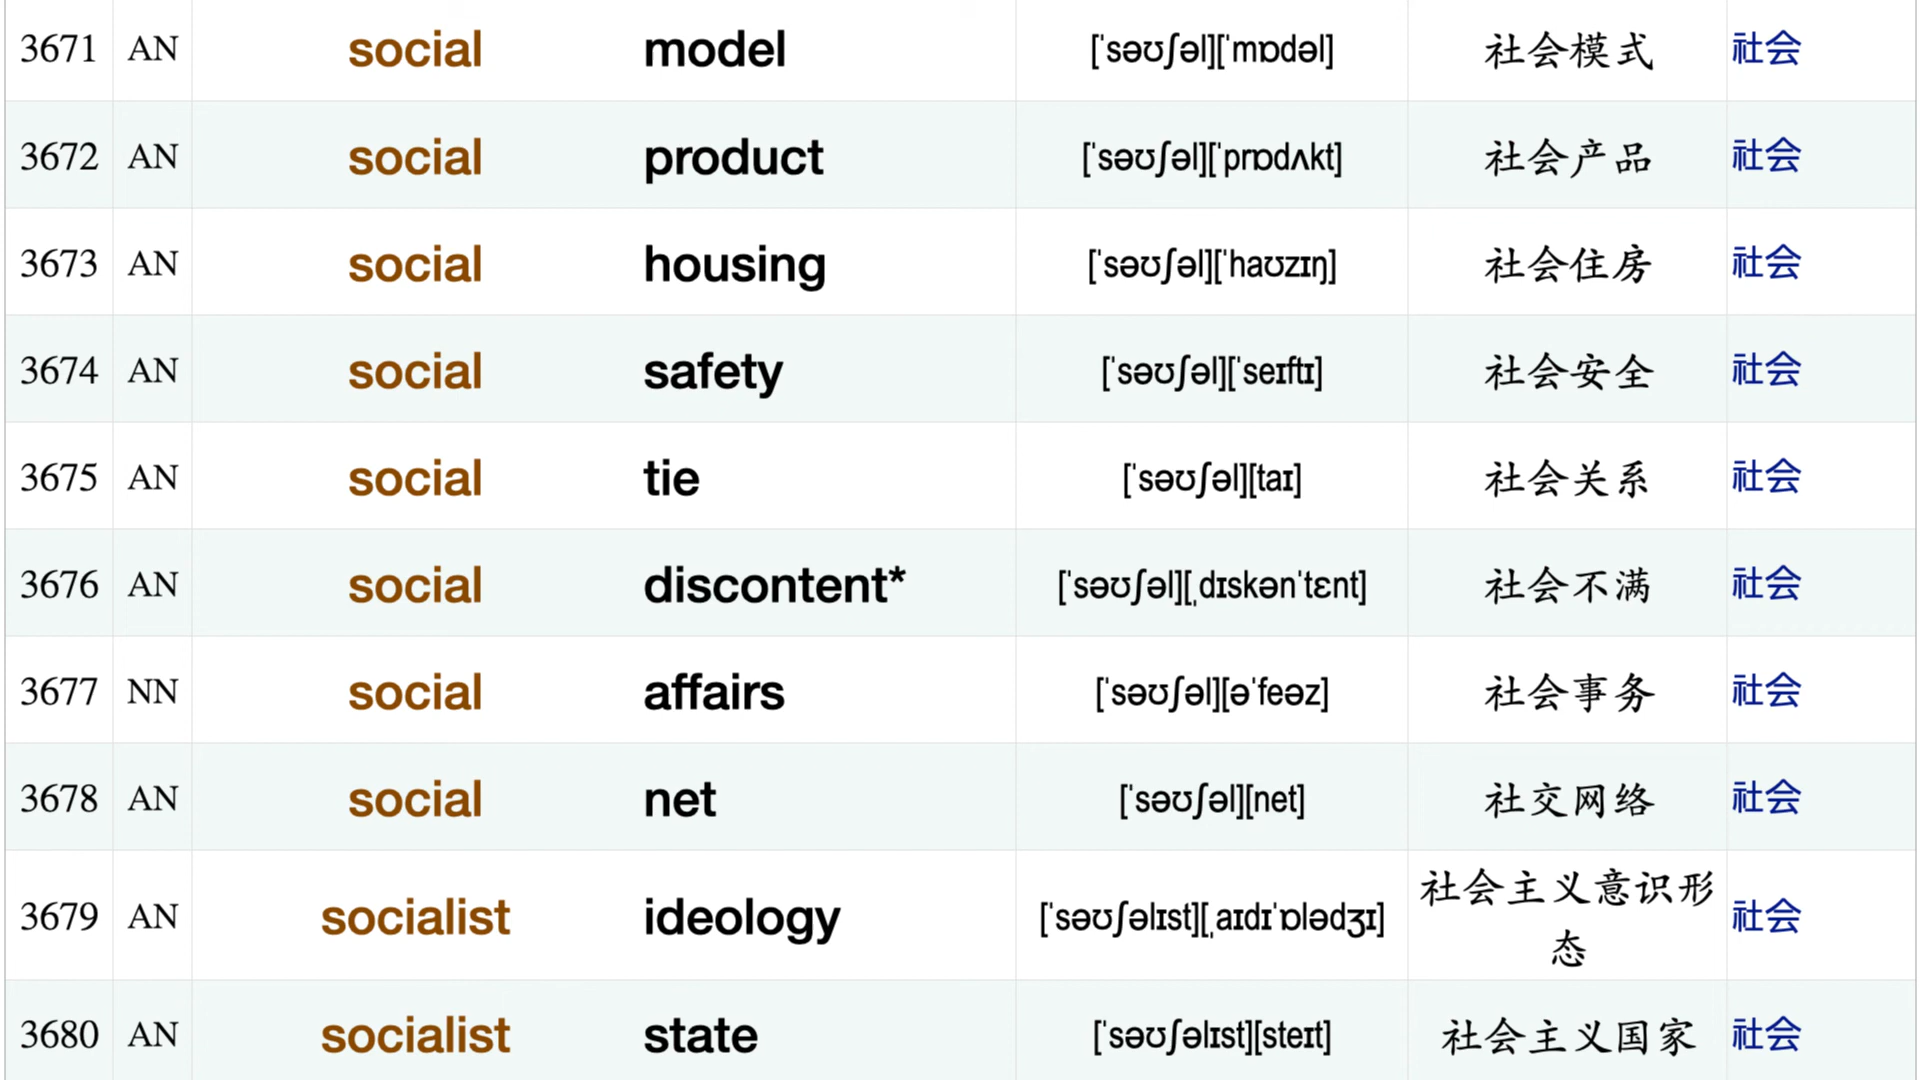 3671 AN social model [ˈsəʊʃəl][ˈmɒdəl] 社会模式 社会
3672 AN social product [ˈsəʊʃəl][ˈprɒdʌkt] 社会产品 社会
3673 AN social housing [ˈsəʊʃəl][ˈhaʊzɪŋ] 社会住房 社会
3674 AN social safety [ˈsəʊʃəl][ˈseɪftɪ] 社会安全 社会
3675 AN social tie [ˈsəʊʃəl][taɪ] 社会关系 社会
3676 AN social discontent* [ˈsəʊʃəl][ˌdɪskənˈtɛnt] 社会不满 社会
3677 NN social affairs [ˈsəʊʃəl][əˈfeəz] 社会事务 社会
3678 AN social net [ˈsəʊʃəl][net] 社交网络 社会
3679 AN socialist ideology [ˈsəʊʃəlɪst][ˌaɪdɪˈɒlədʒɪ] 社会主义意识形
态 社会
3680 AN socialist state [ˈsəʊʃəlɪst][steɪt] 社会主义国家 社会